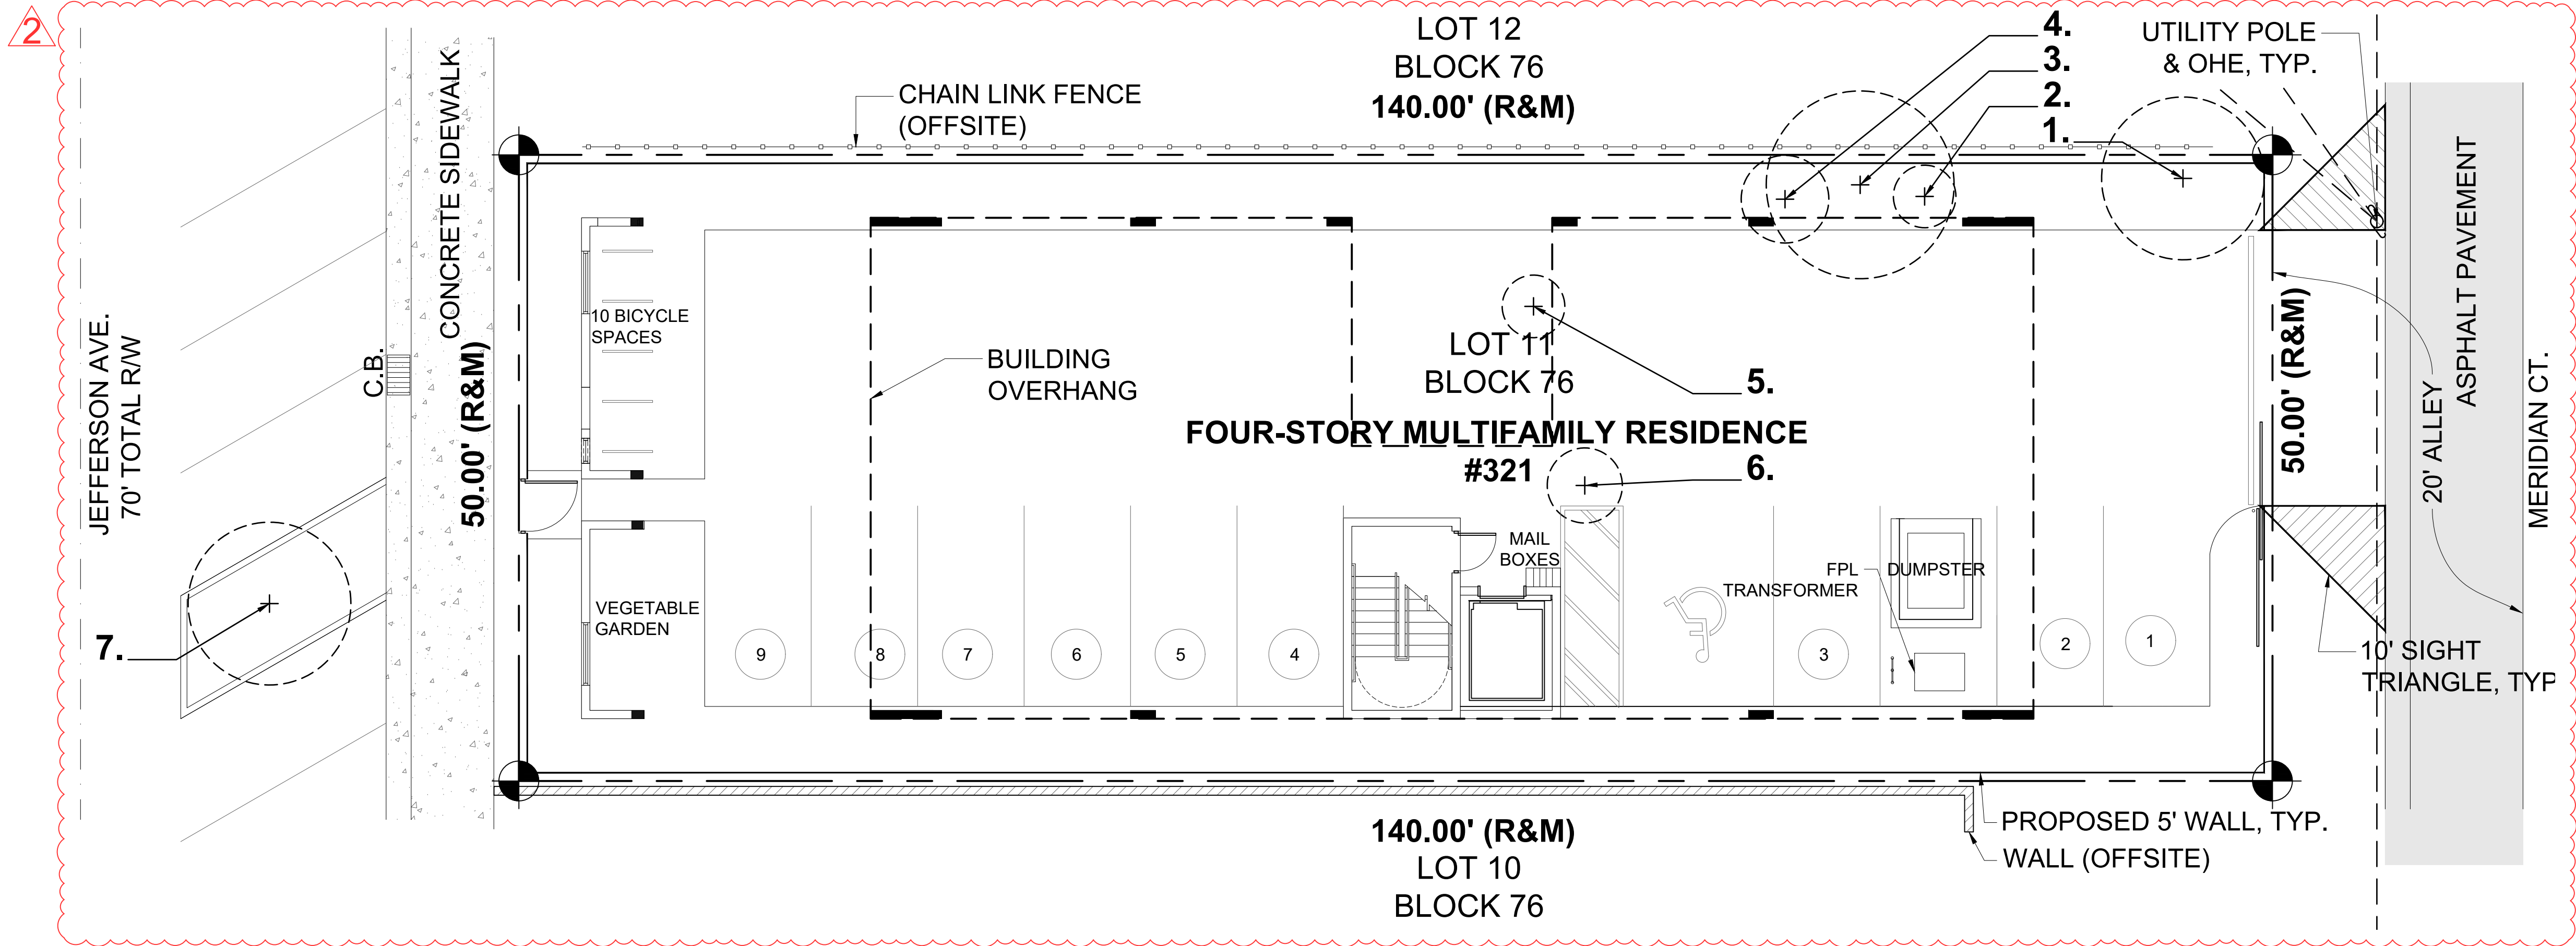 2
LOT 12
BLOCK 76
140.00' (R&M)
CHAIN LINK FENCE
(OFFSITE)
4.
3.
2.
1.
UTILITY POLE
& OHE, TYP.
JEFFERSON AVE.
70' TOTAL R/W
C.B.
CONCRETE SIDEWALK
50.00' (R&M)
10 BICYCLE
SPACES
BUILDING
OVERHANG
LOT 11
BLOCK 76
5.
FOUR-STORY MULTIFAMILY RESIDENCE
#321
6.
50.00' (R&M)
20' ALLEY
ASPHALT PAVEMENT
MERIDIAN CT.
MAIL
BOXES
FPL
TRANSFORMER
DUMPSTER
VEGETABLE
GARDEN
7.
9
8
7
6
5
4
3
2
1
10' SIGHT
TRIANGLE, TYP
PROPOSED 5' WALL, TYP.
WALL (OFFSITE)
140.00' (R&M)
LOT 10
BLOCK 76